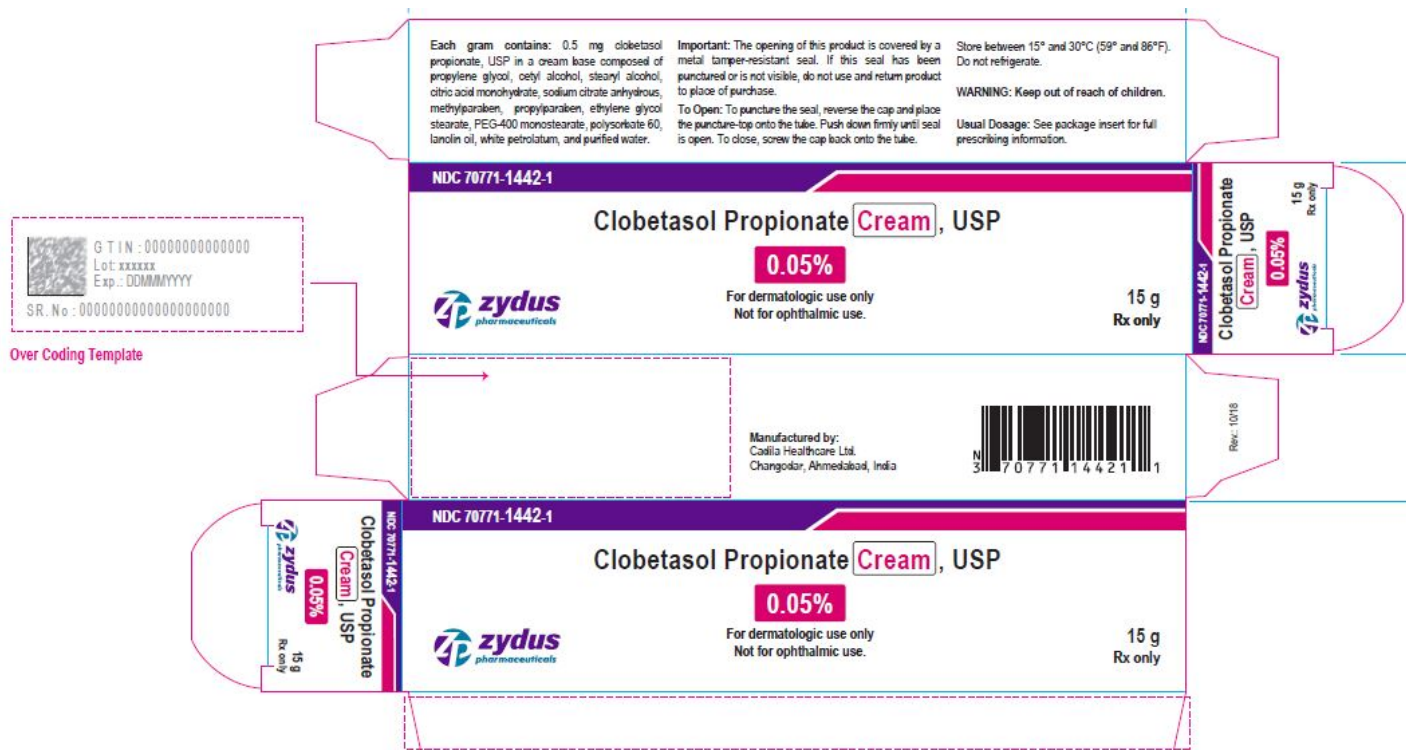 Each gram contains: 0.5 mg clobetasol
propionate, USP in a cream base composed of
propylene glycol, cetyl alcohol, stearyl alcohol,
citric acid monohydrate, sodium citrate anhydrous,
methylparaben, propylparaben, ethylene glycol
stearate, PEG-400 monostearate, polysorbate 60,
lanolin oil, white petrolatum, and purified water.
Important: The opening of this product is covered by a
metal tamper-resistant seal. If this seal has been
punctured or is not visible, do not use and return product
to place of purchase.
To Open: To puncture the seal, reverse the cap and place
the puncture-top onto the tube. Push down firmly until seal
is open. To close, screw the cap back onto the tube.
Store between 15° and 30°C (59° and 86°F).
Do not refrigerate.
WARNING: Keep out of reach of children.
Usual Dosage: See package insert for full
prescribing information.
NDC 70771-1442-1
Clobetasol Propionate Cream, USP
0.05%
For dermatologic use only
Not for ophthalmic use.
zydus
pharmaceuticals
15 g
Rx only
NDC 70771-1442-1
Clobetasol Propionate
Cream, USP
0.05%
zydus
pharmaceuticals
15 g
Rx only
GTIN:00000000000000
Lot:xxxxxx
Exp.:DDMMMYYYY
SR.No:00000000000000000000
Over Coding Template
Manufactured by:
Cadila Healthcare Ltd.
Changodar, Ahmedabad, India
N
3 70771 14421 1
Rev.: 10/18
NDC 70771-1442-1
Clobetasol Propionate
Cream, USP
0.05%
zydus
pharmaceuticals
15 g
Rx only
NDC 70771-1442-1
Clobetasol Propionate Cream, USP
0.05%
For dermatologic use only
Not for ophthalmic use.
zydus
pharmaceuticals
15 g
Rx only